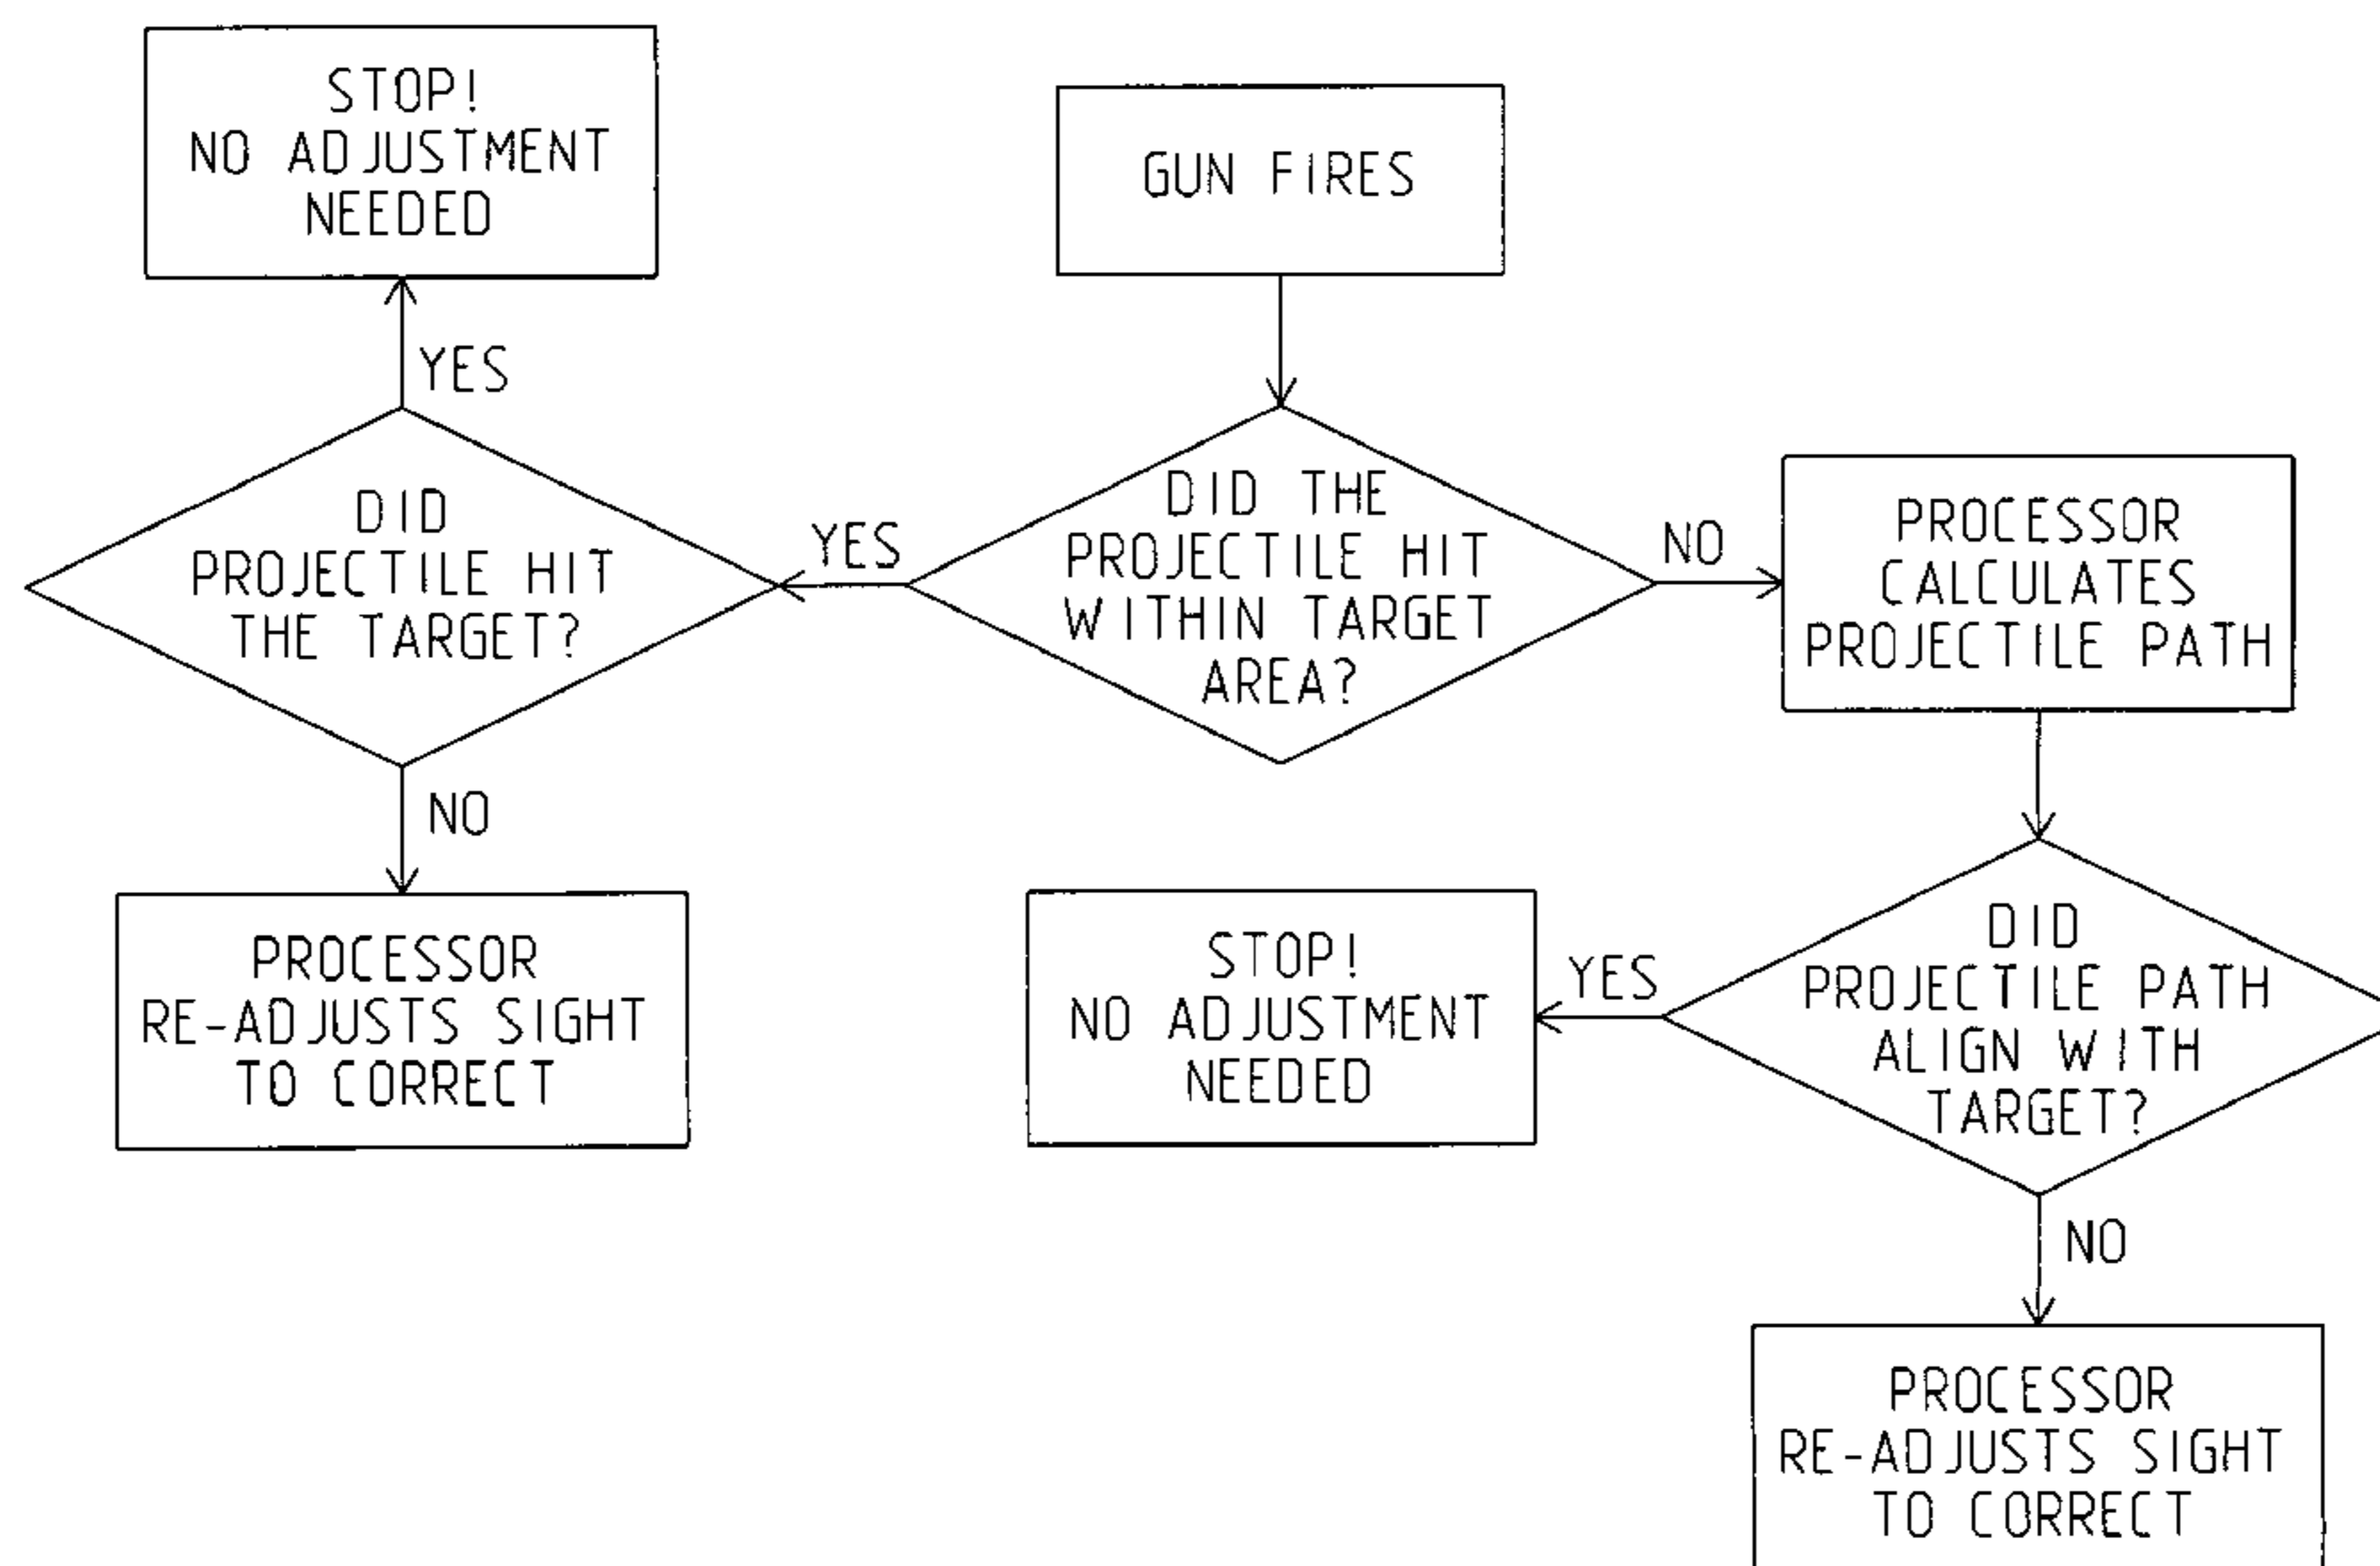 STOP!
NO ADJUSTMENT
NEEDED
GUN FIRES
YES
DID
PROJECTILE HIT
THE TARGET?
YES
DID THE
PROJECTILE HIT
WITHIN TARGET
AREA?
NO
PROCESSOR
CALCULATES
PROJECTILE PATH
NO
PROCESSOR
RE-ADJUSTS SIGHT
TO CORRECT
STOP!
NO ADJUSTMENT
NEEDED
YES
DID
PROJECTILE PATH
ALIGN WITH
TARGET?
NO
PROCESSOR
RE-ADJUSTS SIGHT
TO CORRECT